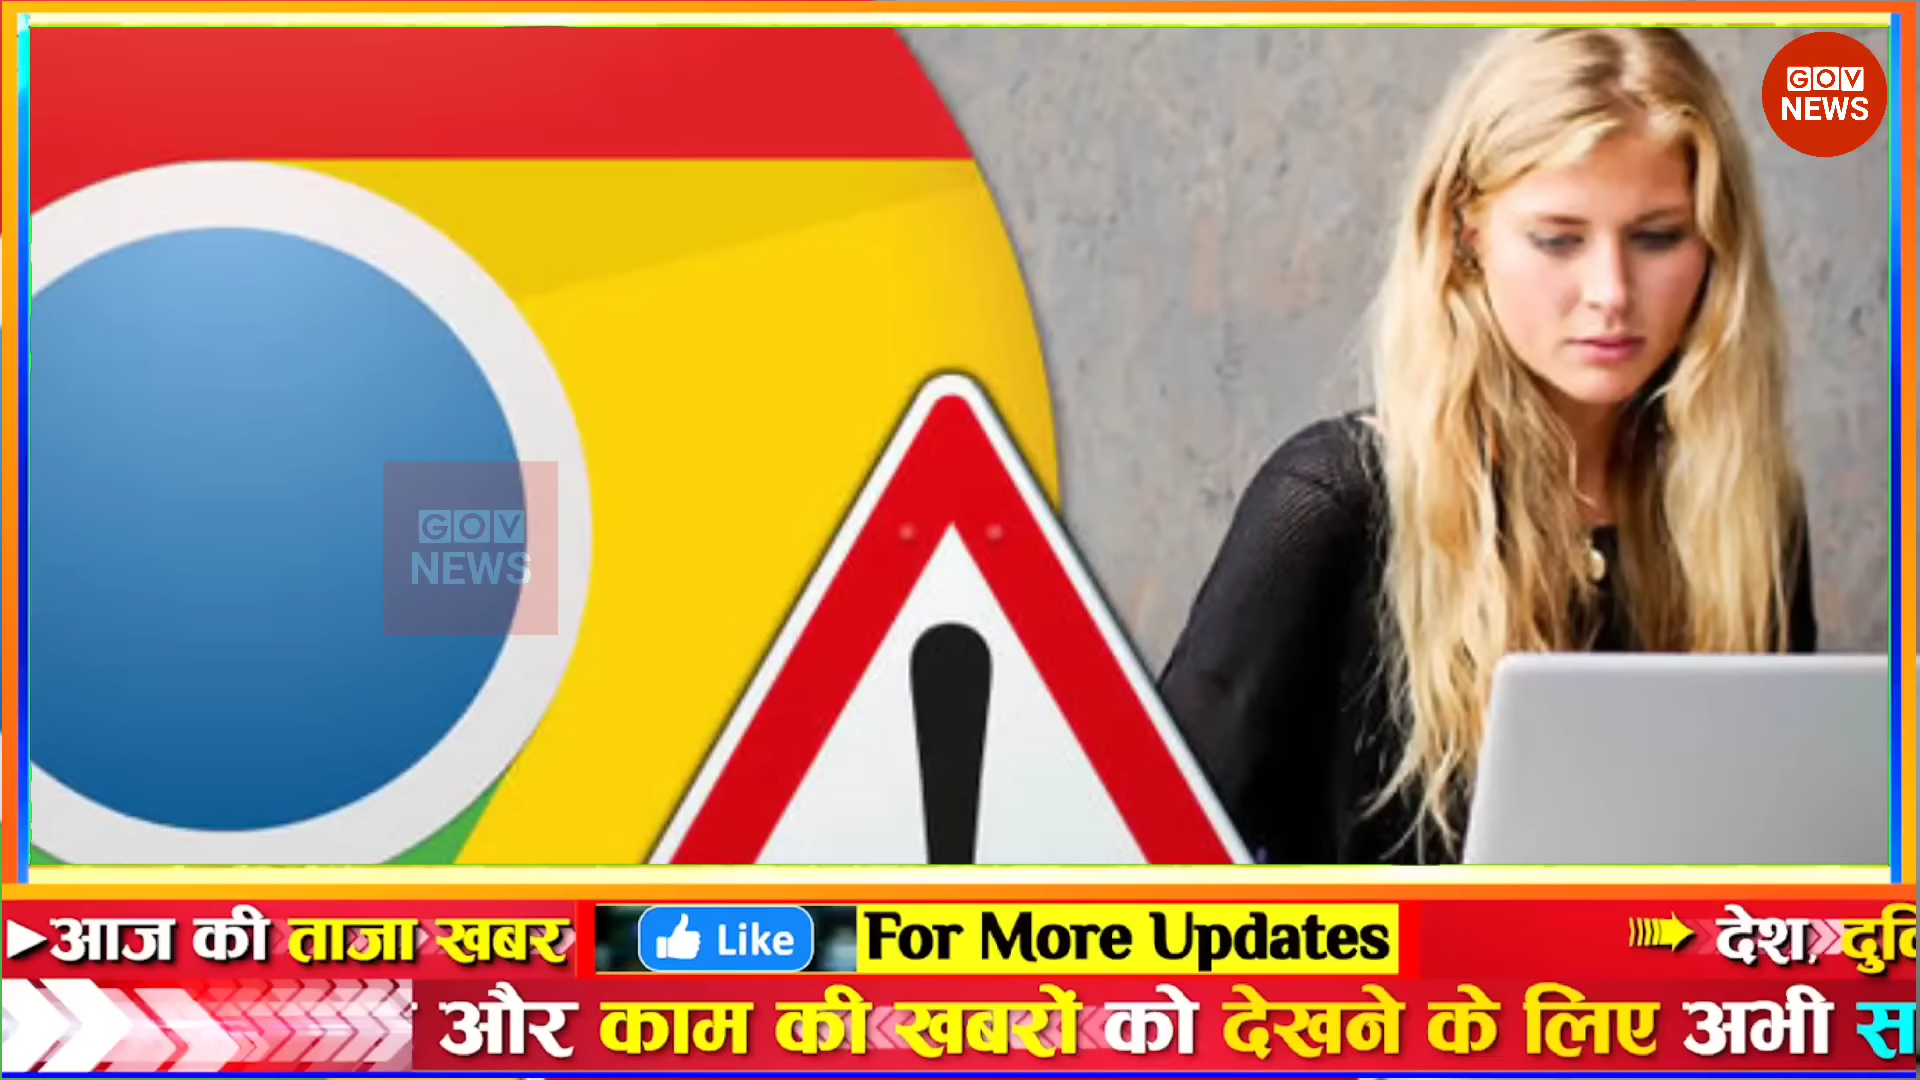 GOV
NEWS
GOV
NEWS
आज की ताजा खबर
Like
For More Updates
देश,
और काम की खबरों को देखने के लिए अभी